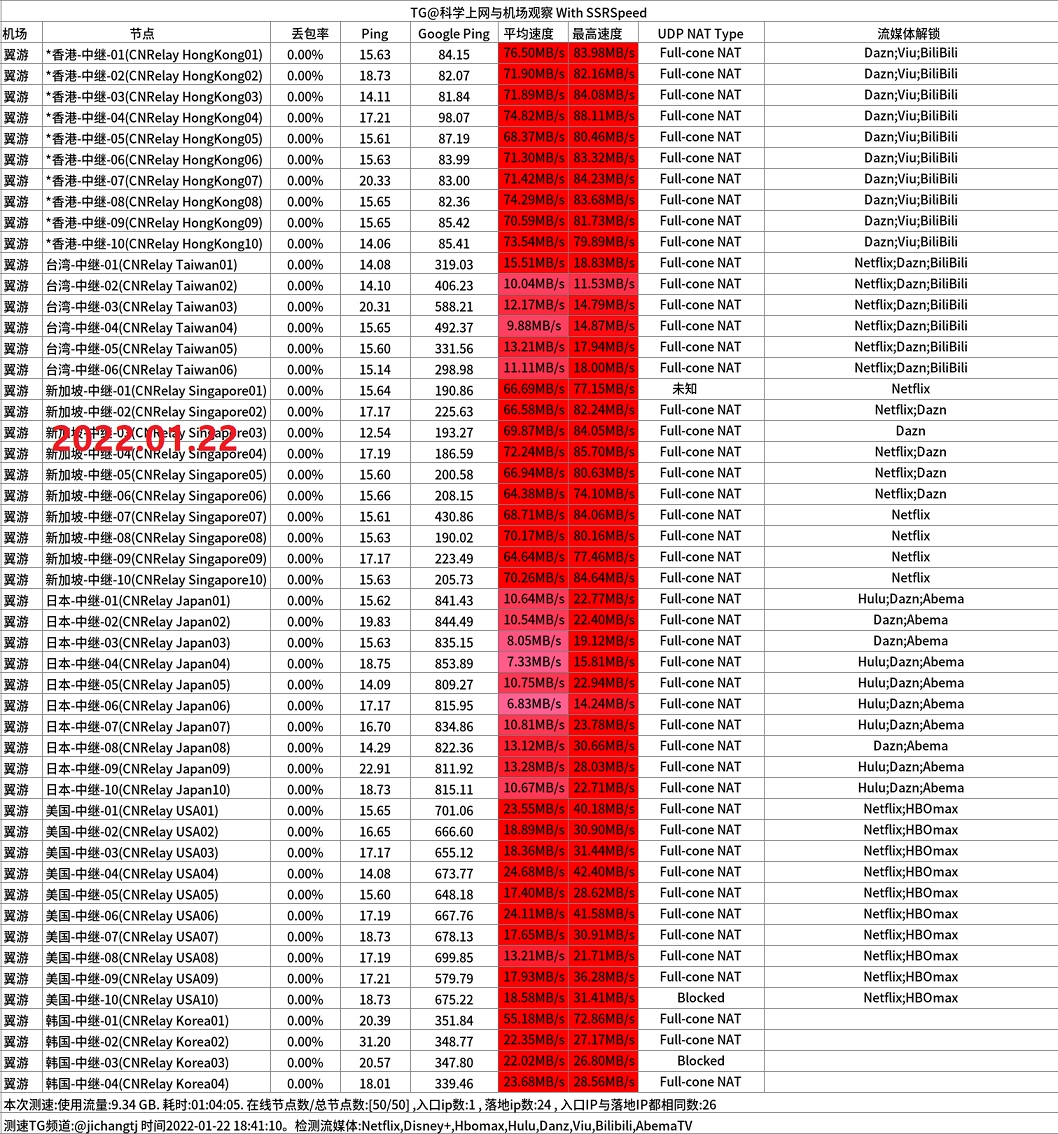 TG@科学上网与机场观察 With SSRSpeed
机场 节点 丢包率 Ping Google Ping 平均速度 最高速度 UDP NAT Type 流媒体解锁
翼游 *香港-中继-01(CNRelay HongKong01) 0.00% 15.63 84.15 76.50MB/s 83.98MB/s Full-cone NAT Dazn;Viu;BiliBili
翼游 *香港-中继-02(CNRelay HongKong02) 0.00% 18.73 82.07 71.90MB/s 82.16MB/s Full-cone NAT Dazn;Viu;BiliBili
翼游 *香港-中继-03(CNRelay HongKong03) 0.00% 14.11 81.84 71.89MB/s 84.08MB/s Full-cone NAT Dazn;Viu;BiliBili
翼游 *香港-中继-04(CNRelay HongKong04) 0.00% 17.21 98.07 74.82MB/s 88.11MB/s Full-cone NAT Dazn;Viu;BiliBili
翼游 *香港-中继-05(CNRelay HongKong05) 0.00% 15.61 87.19 68.37MB/s 80.46MB/s Full-cone NAT Dazn;Viu;BiliBili
翼游 *香港-中继-06(CNRelay HongKong06) 0.00% 15.63 83.99 71.30MB/s 83.32MB/s Full-cone NAT Dazn;Viu;BiliBili
翼游 *香港-中继-07(CNRelay HongKong07) 0.00% 20.33 83.00 71.42MB/s 84.23MB/s Full-cone NAT Dazn;Viu;BiliBili
翼游 *香港-中继-08(CNRelay HongKong08) 0.00% 15.65 82.36 74.29MB/s 83.68MB/s Full-cone NAT Dazn;Viu;BiliBili
翼游 *香港-中继-09(CNRelay HongKong09) 0.00% 15.65 85.42 70.59MB/s 81.73MB/s Full-cone NAT Dazn;Viu;BiliBili
翼游 *香港-中继-10(CNRelay HongKong10) 0.00% 14.06 85.41 73.54MB/s 79.89MB/s Full-cone NAT Dazn;Viu;BiliBili
翼游 台湾-中继-01(CNRelay Taiwan01) 0.00% 14.08 319.03 15.51MB/s 18.83MB/s Full-cone NAT Netflix;Dazn;BiliBili
翼游 台湾-中继-02(CNRelay Taiwan02) 0.00% 14.10 406.23 10.04MB/s 11.53MB/s Full-cone NAT Netflix;Dazn;BiliBili
翼游 台湾-中继-03(CNRelay Taiwan03) 0.00% 20.31 588.21 12.17MB/s 14.79MB/s Full-cone NAT Netflix;Dazn;BiliBili
翼游 台湾-中继-04(CNRelay Taiwan04) 0.00% 15.65 492.37 9.88MB/s 14.87MB/s Full-cone NAT Netflix;Dazn;BiliBili
翼游 台湾-中继-05(CNRelay Taiwan05) 0.00% 15.60 331.56 13.21MB/s 17.94MB/s Full-cone NAT Netflix;Dazn;BiliBili
翼游 台湾-中继-06(CNRelay Taiwan06) 0.00% 15.14 298.98 11.11MB/s 18.00MB/s Full-cone NAT Netflix;Dazn;BiliBili
翼游 新加坡-中继-01(CNRelay Singapore01) 0.00% 15.64 190.86 66.69MB/s 77.15MB/s 未知 Netflix
翼游 新加坡-中继-02(CNRelay Singapore02) 0.00% 17.17 225.63 66.58MB/s 82.24MB/s Full-cone NAT Netflix;Dazn
翼游 新加坡-中继-03(CNRelay Singapore03) 0.00% 12.54 193.27 69.87MB/s 84.05MB/s Full-cone NAT Dazn
2022.01.22
翼游 新加坡-中继-04(CNRelay Singapore04) 0.00% 17.19 186.59 72.24MB/s 85.70MB/s Full-cone NAT Netflix;Dazn
翼游 新加坡-中继-05(CNRelay Singapore05) 0.00% 15.60 200.58 66.94MB/s 80.63MB/s Full-cone NAT Netflix;Dazn
翼游 新加坡-中继-06(CNRelay Singapore06) 0.00% 15.66 208.15 64.38MB/s 74.10MB/s Full-cone NAT Netflix;Dazn
翼游 新加坡-中继-07(CNRelay Singapore07) 0.00% 15.61 430.86 68.71MB/s 84.06MB/s Full-cone NAT Netflix
翼游 新加坡-中继-08(CNRelay Singapore08) 0.00% 15.63 190.02 70.17MB/s 80.16MB/s Full-cone NAT Netflix
翼游 新加坡-中继-09(CNRelay Singapore09) 0.00% 17.17 223.49 64.64MB/s 77.46MB/s Full-cone NAT Netflix
翼游 新加坡-中继-10(CNRelay Singapore10) 0.00% 15.63 205.73 70.26MB/s 84.64MB/s Full-cone NAT Netflix
翼游 日本-中继-01(CNRelay Japan01) 0.00% 15.62 841.43 10.64MB/s 22.77MB/s Full-cone NAT Hulu;Dazn;Abema
翼游 日本-中继-02(CNRelay Japan02) 0.00% 19.83 844.49 10.54MB/s 22.40MB/s Full-cone NAT Dazn;Abema
翼游 日本-中继-03(CNRelay Japan03) 0.00% 15.63 835.15 8.05MB/s 19.12MB/s Full-cone NAT Dazn;Abema
翼游 日本-中继-04(CNRelay Japan04) 0.00% 18.75 853.89 7.33MB/s 15.81MB/s Full-cone NAT Hulu;Dazn;Abema
翼游 日本-中继-05(CNRelay Japan05) 0.00% 14.09 809.27 10.75MB/s 22.94MB/s Full-cone NAT Hulu;Dazn;Abema
翼游 日本-中继-06(CNRelay Japan06) 0.00% 17.17 815.95 6.83MB/s 14.24MB/s Full-cone NAT Hulu;Dazn;Abema
翼游 日本-中继-07(CNRelay Japan07) 0.00% 16.70 834.86 10.81MB/s 23.78MB/s Full-cone NAT Hulu;Dazn;Abema
翼游 日本-中继-08(CNRelay Japan08) 0.00% 14.29 822.36 13.12MB/s 30.66MB/s Full-cone NAT Dazn;Abema
翼游 日本-中继-09(CNRelay Japan09) 0.00% 22.91 811.92 13.28MB/s 28.03MB/s Full-cone NAT Hulu;Dazn;Abema
翼游 日本-中继-10(CNRelay Japan10) 0.00% 18.73 815.11 10.67MB/s 22.71MB/s Full-cone NAT Hulu;Dazn;Abema
翼游 美国-中继-01(CNRelay USA01) 0.00% 15.65 701.06 23.55MB/s 40.18MB/s Full-cone NAT Netflix;HBOmax
翼游 美国-中继-02(CNRelay USA02) 0.00% 16.65 666.60 18.89MB/s 30.90MB/s Full-cone NAT Netflix;HBOmax
翼游 美国-中继-03(CNRelay USA03) 0.00% 17.17 655.12 18.36MB/s 31.44MB/s Full-cone NAT Netflix;HBOmax
翼游 美国-中继-04(CNRelay USA04) 0.00% 14.08 673.77 24.68MB/s 42.40MB/s Full-cone NAT Netflix;HBOmax
翼游 美国-中继-05(CNRelay USA05) 0.00% 15.60 648.18 17.40MB/s 28.62MB/s Full-cone NAT Netflix;HBOmax
翼游 美国-中继-06(CNRelay USA06) 0.00% 17.19 667.76 24.11MB/s 41.58MB/s Full-cone NAT Netflix;HBOmax
翼游 美国-中继-07(CNRelay USA07) 0.00% 18.73 678.13 17.65MB/s 30.91MB/s Full-cone NAT Netflix;HBOmax
翼游 美国-中继-08(CNRelay USA08) 0.00% 17.19 699.85 13.21MB/s 21.71MB/s Full-cone NAT Netflix;HBOmax
翼游 美国-中继-09(CNRelay USA09) 0.00% 17.21 579.79 17.93MB/s 36.28MB/s Full-cone NAT Netflix;HBOmax
翼游 美国-中继-10(CNRelay USA10) 0.00% 18.73 675.22 18.58MB/s 31.41MB/s Blocked Netflix;HBOmax
翼游 韩国-中继-01(CNRelay Korea01) 0.00% 20.39 351.84 55.18MB/s 72.86MB/s Full-cone NAT
翼游 韩国-中继-02(CNRelay Korea02) 0.00% 31.20 348.77 22.35MB/s 27.17MB/s Full-cone NAT
翼游 韩国-中继-03(CNRelay Korea03) 0.00% 20.57 347.80 22.02MB/s 26.80MB/s Blocked
翼游 韩国-中继-04(CNRelay Korea04) 0.00% 18.01 339.46 23.68MB/s 28.56MB/s Full-cone NAT
本次测速:使用流量:9.34 GB. 耗时:01:04:05. 在线节点数/总节点数:[50/50] ,入口ip数:1 , 落地ip数:24 , 入口IP与落地IP都相同数:26
测速TG频道:@jichangtj 时间2022-01-22 18:41:10。检测流媒体:Netflix,Disney+,Hbomax,Hulu,Danz,Viu,Bilibili,AbemaTV